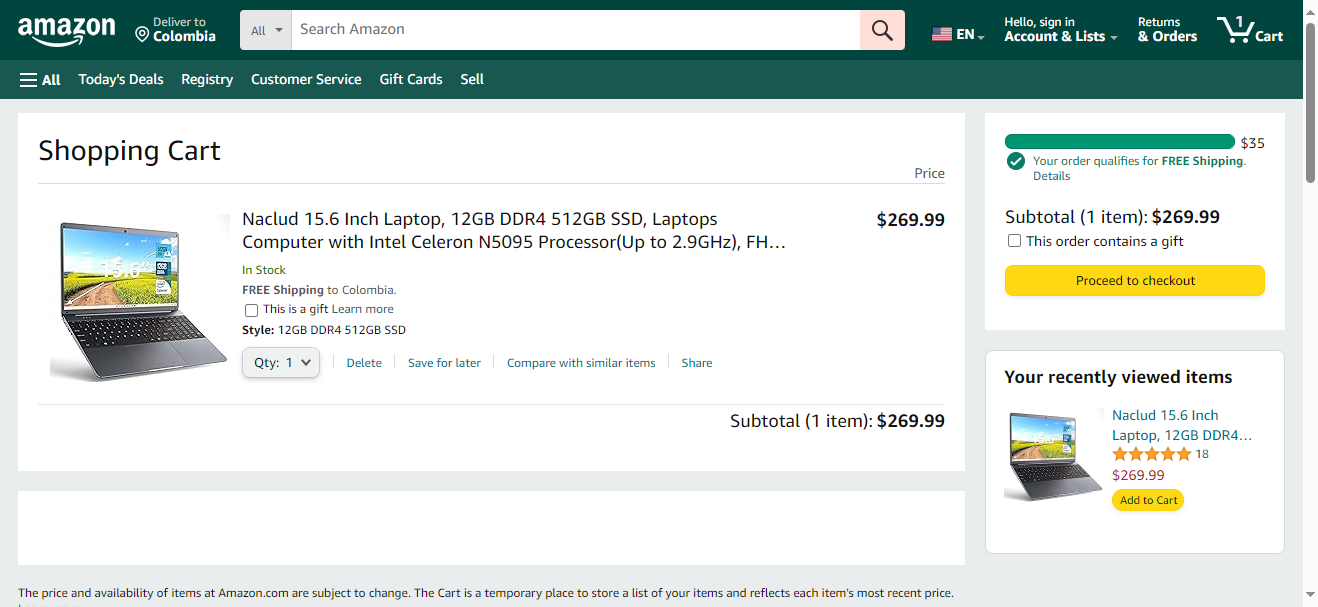 amazon
Deliver to
Colombia
All
Search Amazon
EN
Hello, sign in
Account & Lists
Returns
& Orders
1
Cart
All
Today's Deals
Registry
Customer Service
Gift Cards
Sell
Shopping Cart
Price
Naclud 15.6 Inch Laptop, 12GB DDR4 512GB SSD, Laptops
Computer with Intel Celeron N5095 Processor(Up to 2.9GHz), FH…
$269.99
15.6"
In Stock
FREE Shipping to Colombia.
This is a gift Learn more
Style: 12GB DDR4 512GB SSD
Qty: 1
Delete
Save for later
Compare with similar items
Share
Subtotal (1 item): $269.99
$35
Your order qualifies for FREE Shipping.
Details
Subtotal (1 item): $269.99
This order contains a gift
Proceed to checkout
Your recently viewed items
Naclud 15.6 Inch
Laptop, 12GB DDR4…
18
$269.99
Add to Cart
The price and availability of items at Amazon.com are subject to change. The Cart is a temporary place to store a list of your items and reflects each item's most recent price.